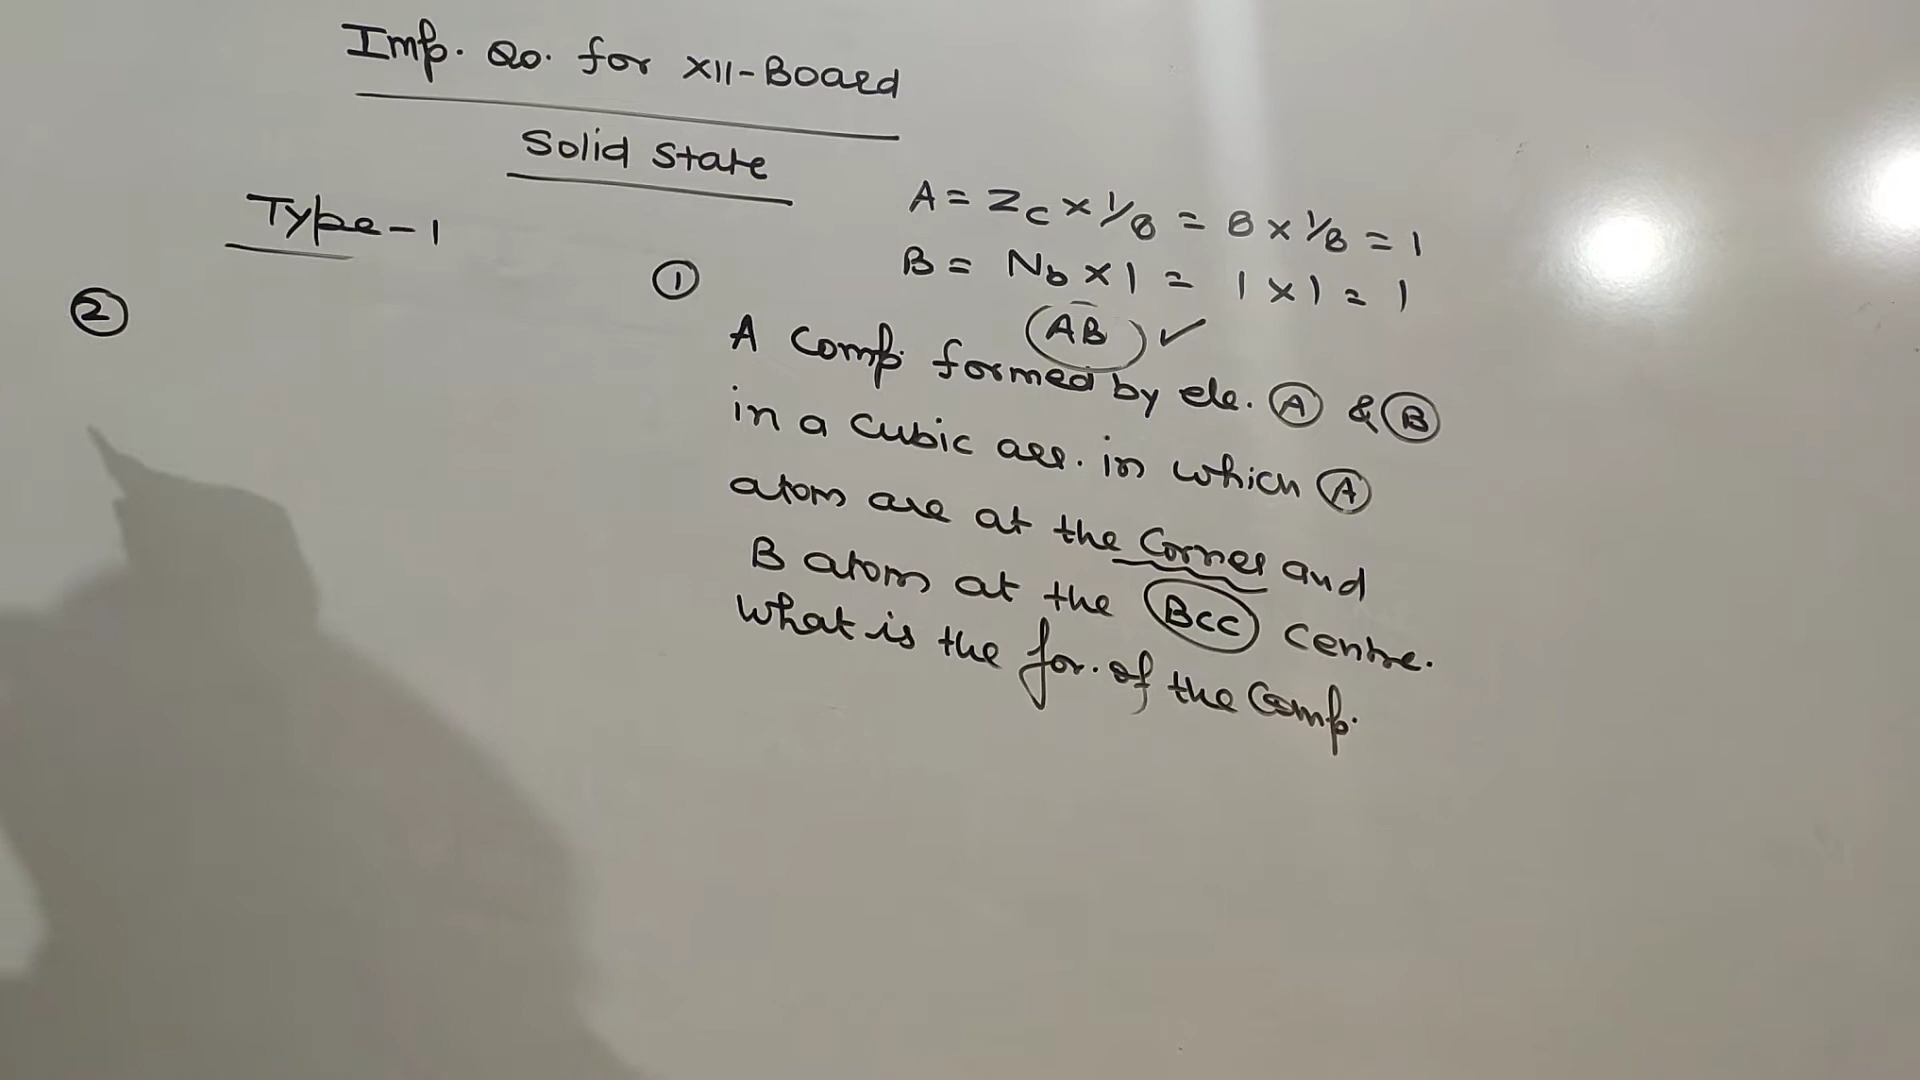 Imp. Qo. for XII-Board
Solid State
Type-1
A = Zc × 1/8 = 8 × 1/8 = 1
B = Nb × 1 = 1 × 1 = 1
①
AB ✓
②
A Comp. formed by ele. Ⓐ & Ⓑ
in a cubic arr. in which Ⓐ
atom are at the Corner and
B atom at the BCC centre.
What is the for. of the Comp.